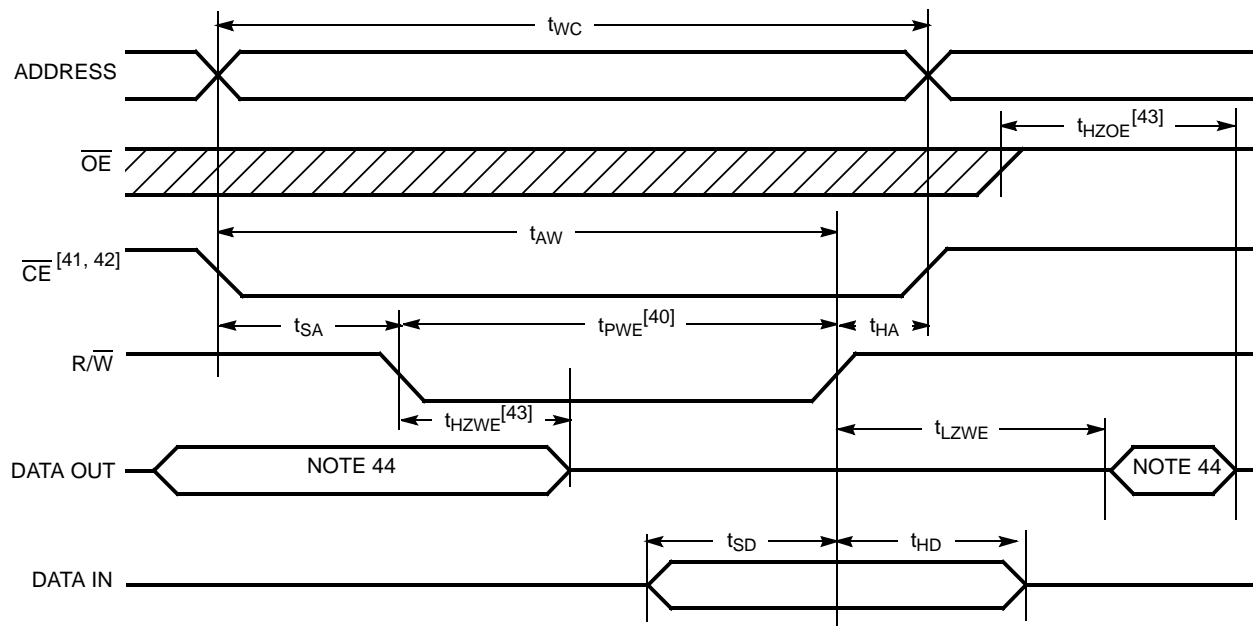 tWC
ADDRESS
tHZOE[43]
OE
tAW
CE[41, 42]
tSA
tPWE[40]
tHA
R/W
tHZWE[43]
tLZWE
DATA OUT
NOTE 44
NOTE 44
tSD
tHD
DATA IN